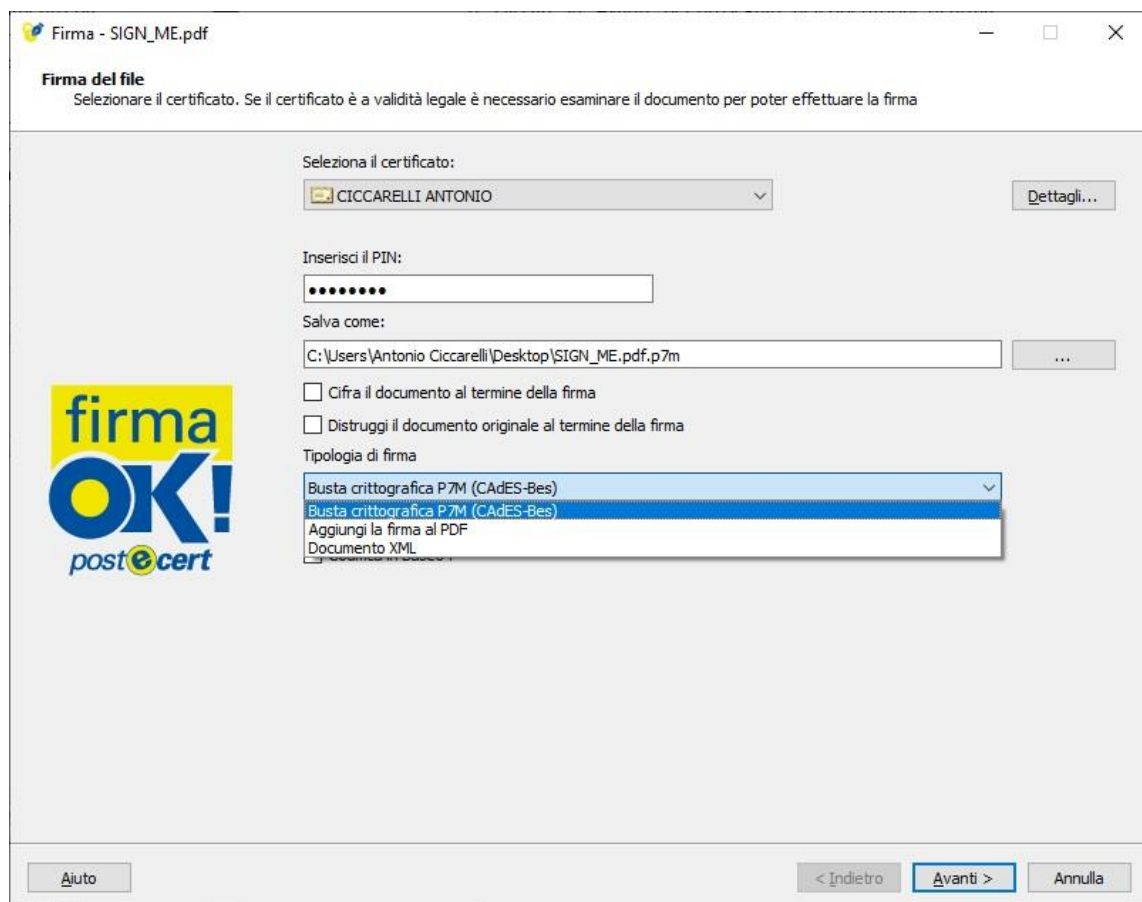 Firma - SIGN_ME.pdf
Firma del file
Selezionare il certificato. Se il certificato è a validità legale è necessario esaminare il documento per poter effettuare la firma
Seleziona il certificato:
CICCARELLI ANTONIO
Dettagli...
Inserisci il PIN:
••••••••
Salva come:
C:\Users\Antonio Ciccarelli\Desktop\SIGN_ME.pdf.p7m
...
Cifra il documento al termine della firma
Distruggi il documento originale al termine della firma
Tipologia di firma
Busta crittografica P7M (CAdES-Bes)
Busta crittografica P7M (CAdES-Bes)
Aggiungi la firma al PDF
Documento XML
firma
OK!
postecert
Aiuto
< Indietro
Avanti >
Annulla